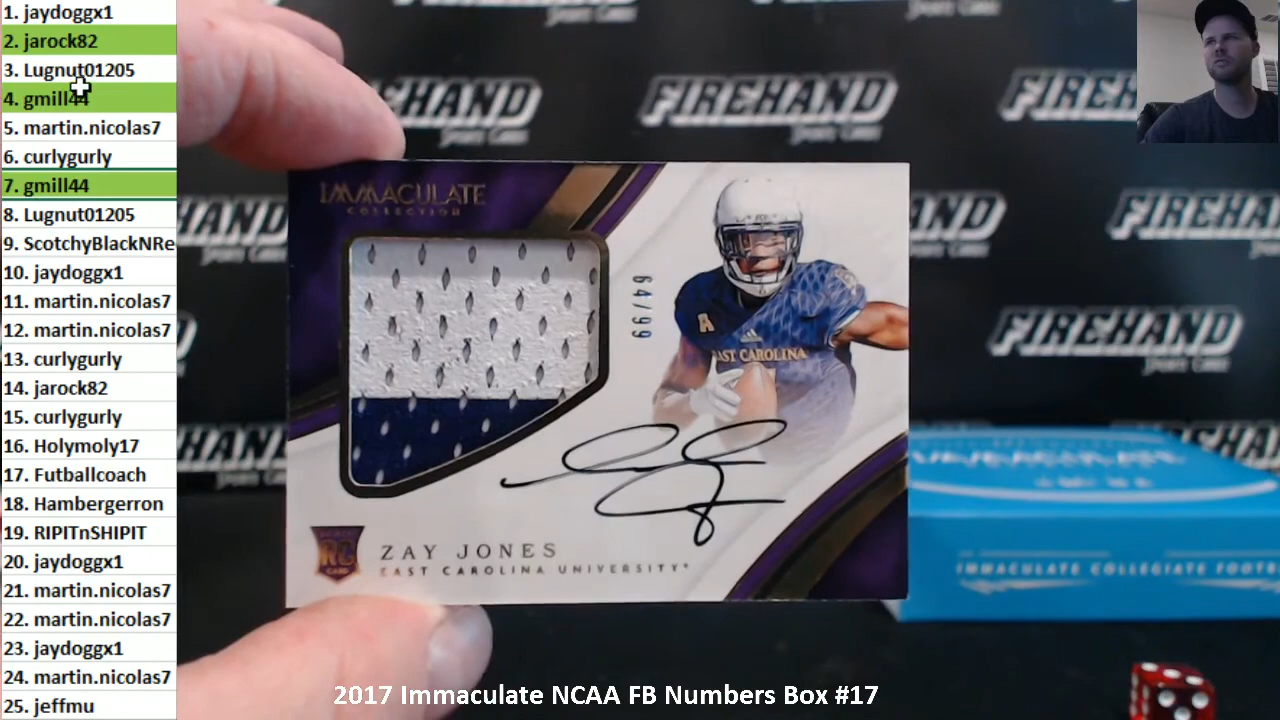 1. jaydoggx1
2. jarock82
3. Lugnut01205
4. gmill44
5. martin.nicolas7
6. curlygurly
7. gmill44
8. Lugnut01205
9. ScotchyBlackNRe
10. jaydoggx1
11. martin.nicolas7
12. martin.nicolas7
13. curlygurly
14. jarock82
15. curlygurly
16. Holymoly17
17. Futballcoach
18. Hambergerron
19. RIPITnSHIPIT
20. jaydoggx1
21. martin.nicolas7
22. martin.nicolas7
23. jaydoggx1
24. martin.nicolas7
25. jeffmu
FIREHAND
FIREHAND
FIREHAND
FIREHAND
FIREHAND
IMMACULATE
COLLECTION
64/99
A
EAST CAROLINA
RC
ZAY JONES
EAST CAROLINA UNIVERSITY
IMMACULATE COLLEGIATE FOOTB
2017 Immaculate NCAA FB Numbers Box #17